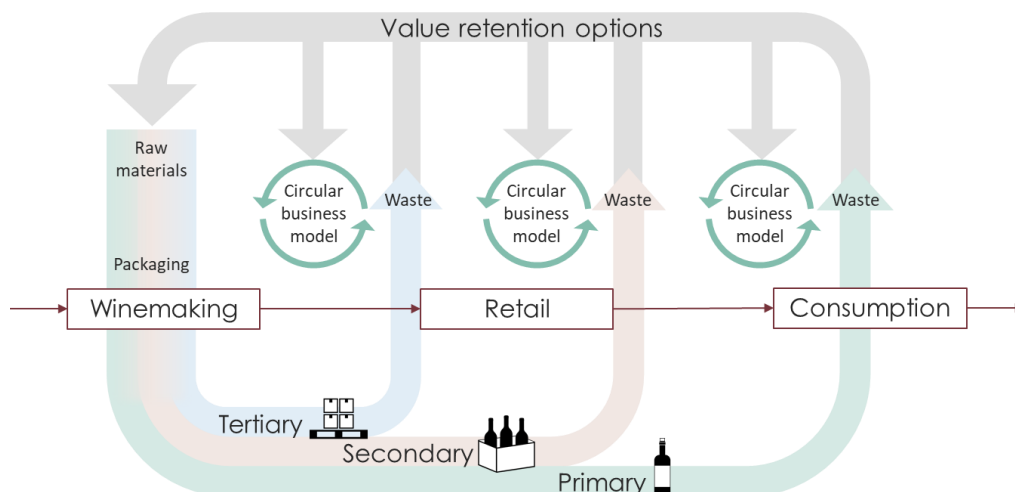 Value retention options
Raw
materials
Circular
business
model
Waste
Circular
business
model
Waste
Circular
business
model
Waste
Packaging
Winemaking
Retail
Consumption
Tertiary
Secondary
Primary